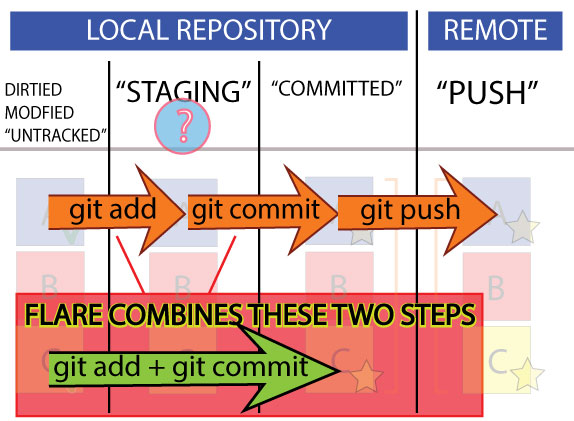 LOCAL REPOSITORY
REMOTE
DIRTIED
MODFIED
“UNTRACKED”
“STAGING”
“COMMITTED”
“PUSH”
?
git add
git commit
git push
A
A
A
B
B
B
FLARE COMBINES THESE TWO STEPS
git add + git commit
C
C